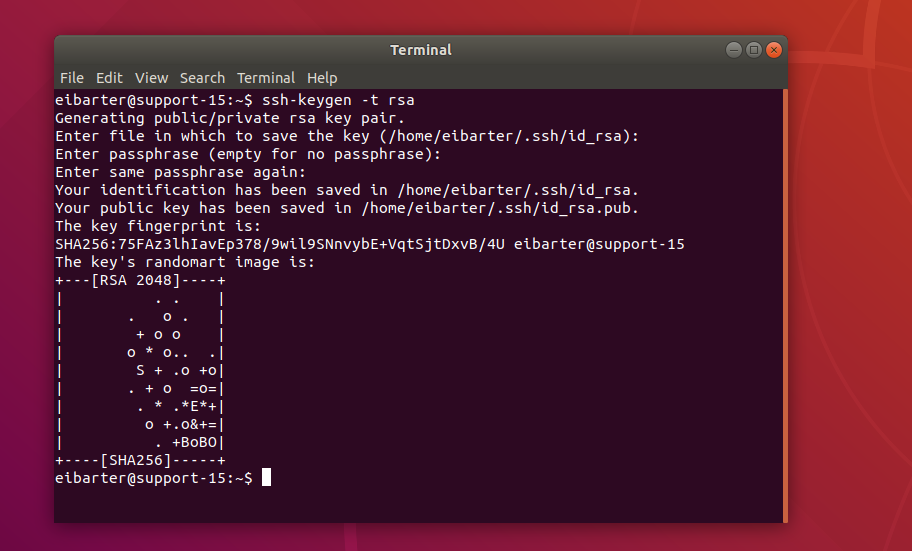 Terminal
File Edit View Search Terminal Help
eibarter@support-15:~$ ssh-keygen -t rsa
Generating public/private rsa key pair.
Enter file in which to save the key (/home/eibarter/.ssh/id_rsa):
Enter passphrase (empty for no passphrase):
Enter same passphrase again:
Your identification has been saved in /home/eibarter/.ssh/id_rsa.
Your public key has been saved in /home/eibarter/.ssh/id_rsa.pub.
The key fingerprint is:
SHA256:75FAz3lhIavEp378/9wil9SNnvybE+VqtSjtDxvB/4U eibarter@support-15
The key's randomart image is:
+---[RSA 2048]----+
|           . .    |
|        .   o .   |
|         + o o    |
|        o * o..  .|
|         S + .o +o|
|        . + o  =o=|
|         . * .*E*+|
|          o +.o&+=|
|           . +BoBO|
+----[SHA256]-----+
eibarter@support-15:~$